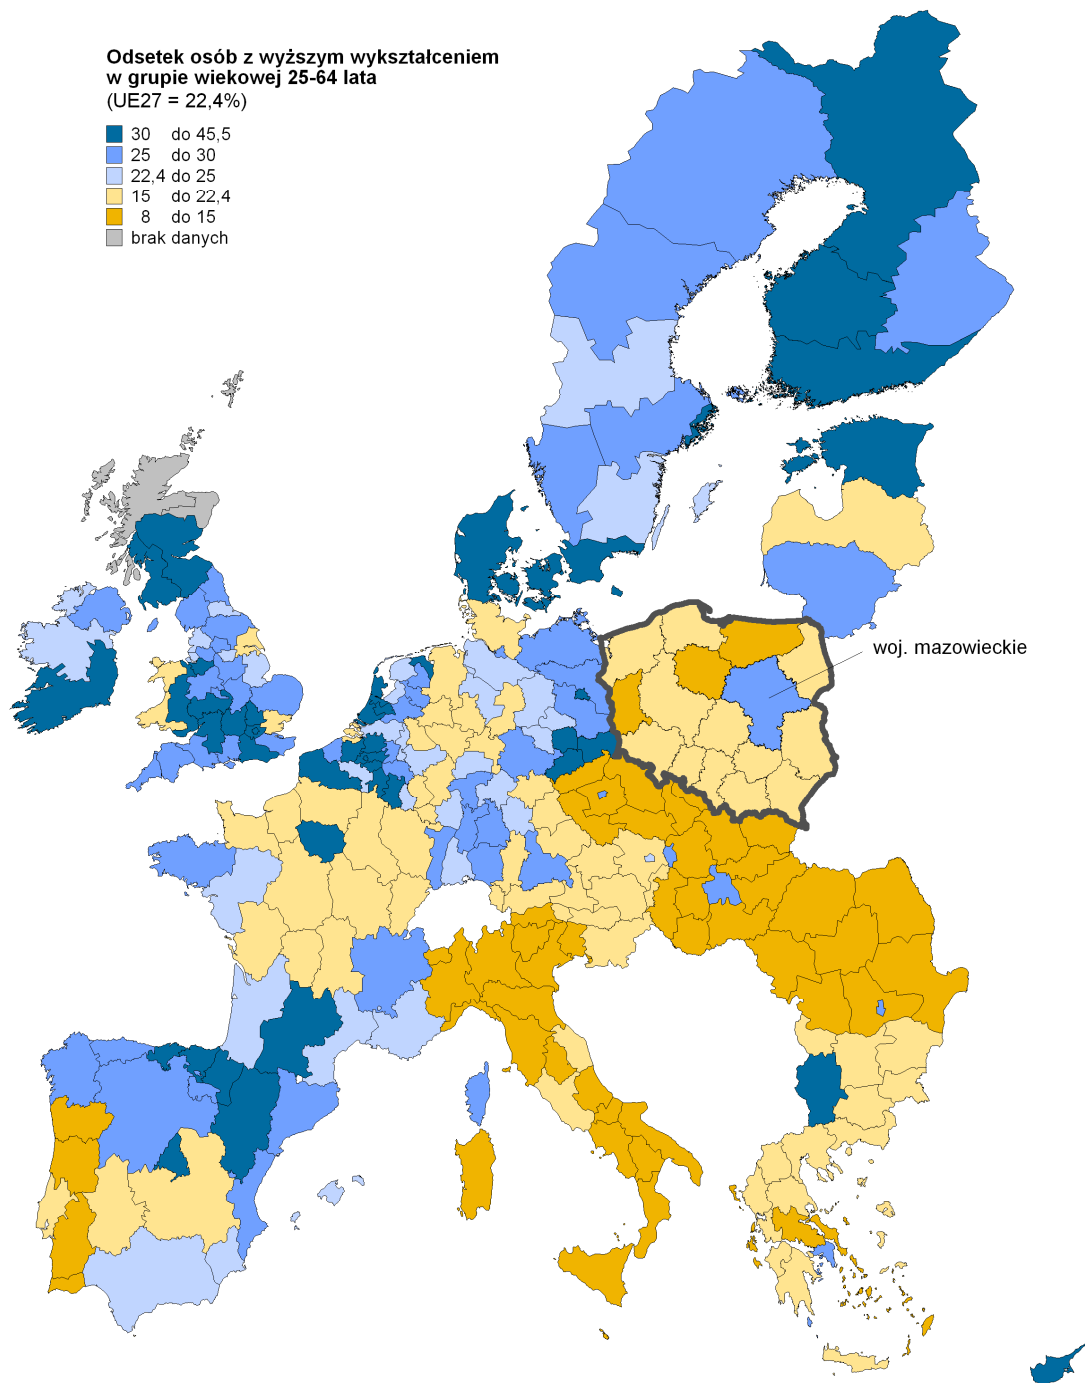 Odsetek osób z wyższym wykształceniem
w grupie wiekowej 25-64 lata
(UE27 = 22,4%)
30 do 45,5
25 do 30
22,4 do 25
15 do 22,4
8 do 15
brak danych
woj. mazowieckie